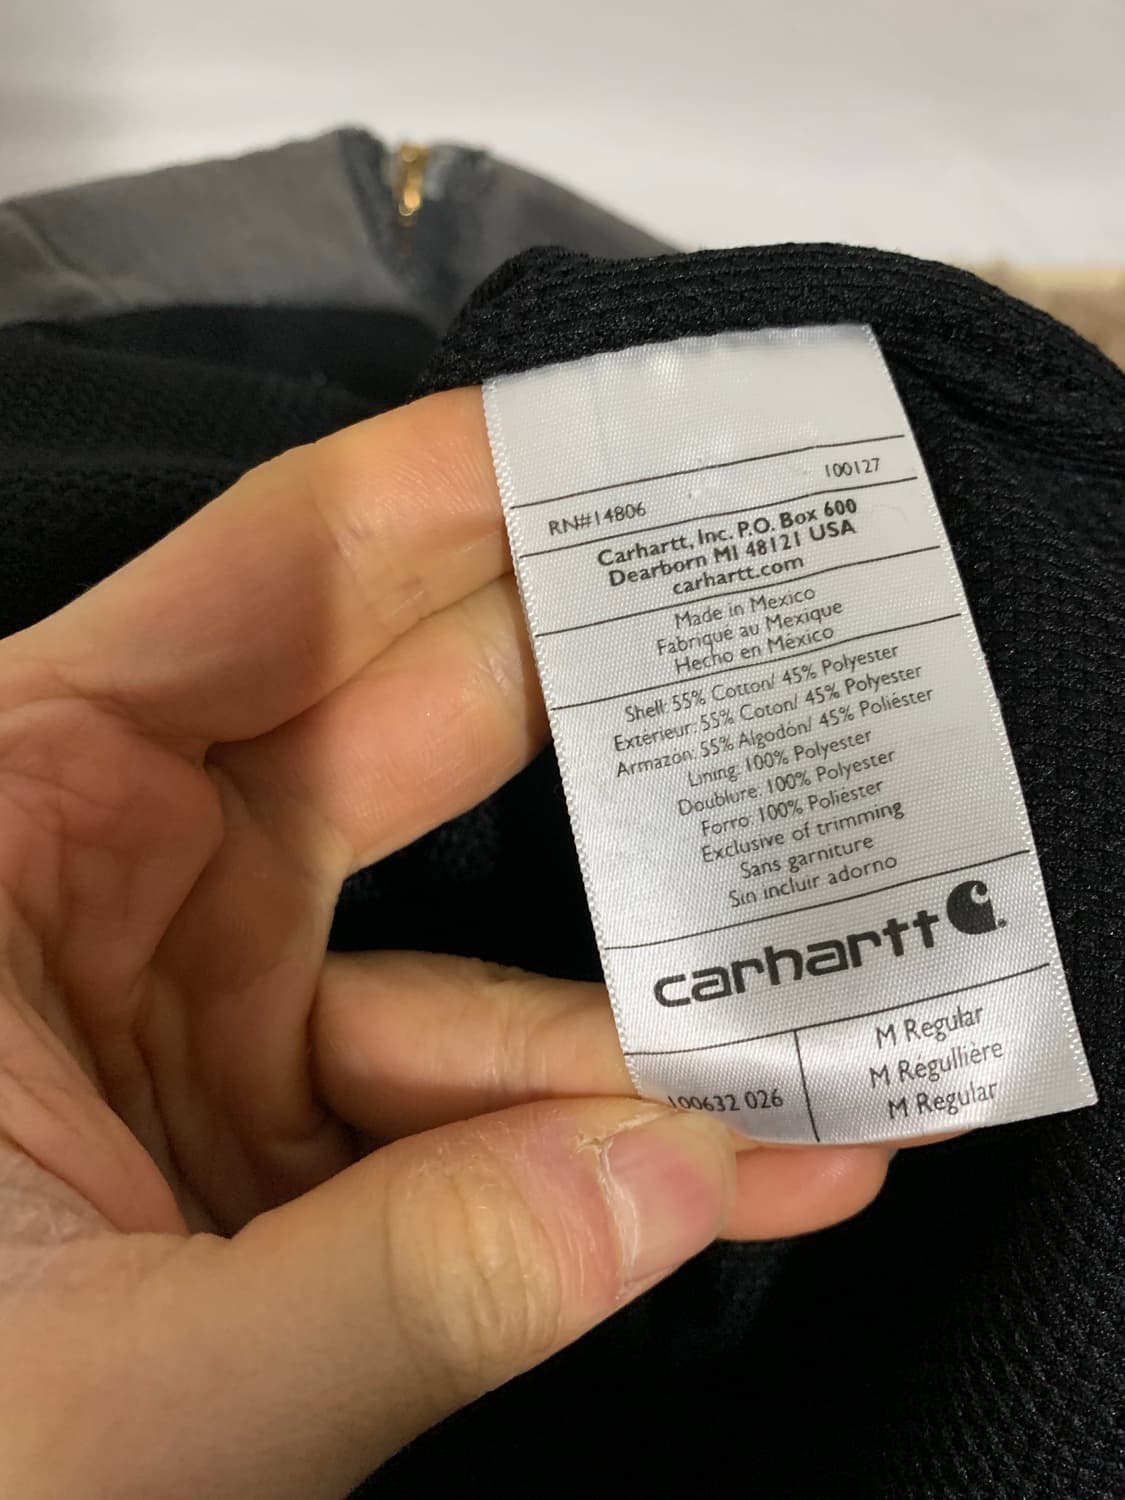 100127
RN#14806
Carhartt, Inc. P.O. Box 600
Dearborn MI 48121 USA
carhartt.com
Made in Mexico
Fabrique au Mexique
Hecho en México
Shell: 55% Cotton/ 45% Polyester
Extérieur: 55% Coton/ 45% Polyester
Armazon: 55% Algodón/ 45% Poliéster
Lining: 100% Polyester
Doublure: 100% Polyester
Forro: 100% Poliéster
Exclusive of trimming
Sans garniture
Sin incluir adorno
carhartt
M Regular
M Régullière
M Regular
100632 026